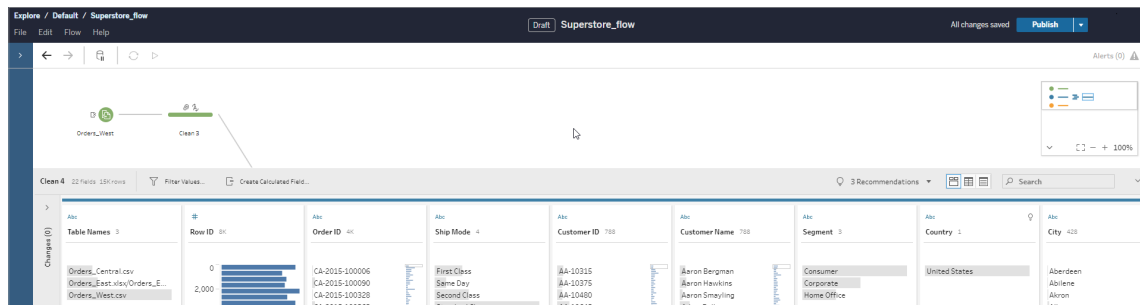 Explore / Default / Superstore_flow
File Edit Flow Help
Draft Superstore_flow
All changes saved Publish
Alerts (0)
Orders_West
Clean 3
100%
Clean 4 22 fields 15K rows Filter Values... Create Calculated Field... 3 Recommendations Search
Changes (0)
Abc
Table Names 3
Orders_Central.csv
Orders_East.xlsx/Orders_E...
Orders_West.csv
#
Row ID 8K
0
2,000
Abc
Order ID 4K
CA-2015-100006
CA-2015-100090
CA-2015-100328
Abc
Ship Mode 4
First Class
Same Day
Second Class
Abc
Customer ID 788
AA-10315
AA-10375
AA-10480
Abc
Customer Name 788
Aaron Bergman
Aaron Hawkins
Aaron Smayling
Abc
Segment 3
Consumer
Corporate
Home Office
Abc
Country 1
United States
Abc
City 428
Aberdeen
Abilene
Akron